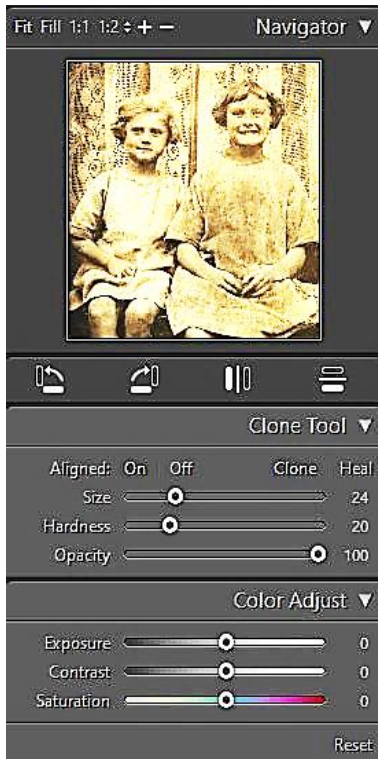 Fit Fill 1:1 1:2 Navigator
Clone Tool
Aligned: On Off Clone Heal
Size 24
Hardness 20
Opacity 100
Color Adjust
Exposure 0
Contrast 0
Saturation 0
Reset